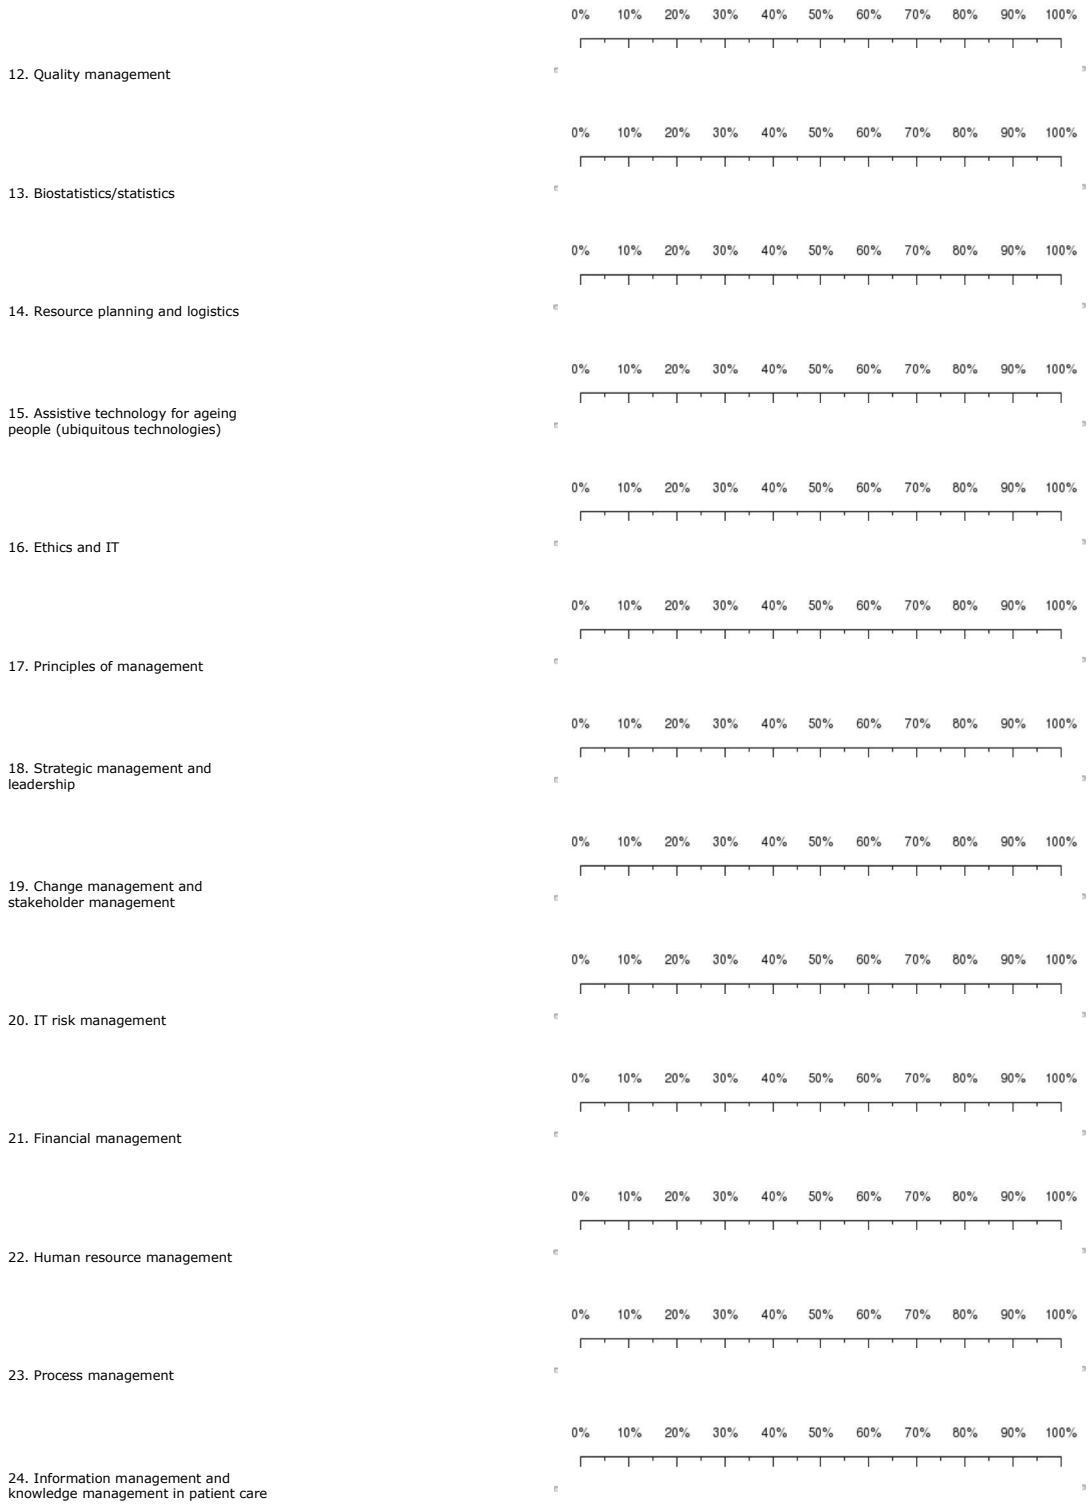 0% 10% 20% 30% 40% 50% 60% 70% 80% 90% 100%
12. Quality management
0% 10% 20% 30% 40% 50% 60% 70% 80% 90% 100%
13. Biostatistics/statistics
0% 10% 20% 30% 40% 50% 60% 70% 80% 90% 100%
14. Resource planning and logistics
0% 10% 20% 30% 40% 50% 60% 70% 80% 90% 100%
15. Assistive technology for ageing
people (ubiquitous technologies)
0% 10% 20% 30% 40% 50% 60% 70% 80% 90% 100%
16. Ethics and IT
0% 10% 20% 30% 40% 50% 60% 70% 80% 90% 100%
17. Principles of management
0% 10% 20% 30% 40% 50% 60% 70% 80% 90% 100%
18. Strategic management and
leadership
0% 10% 20% 30% 40% 50% 60% 70% 80% 90% 100%
19. Change management and
stakeholder management
0% 10% 20% 30% 40% 50% 60% 70% 80% 90% 100%
20. IT risk management
0% 10% 20% 30% 40% 50% 60% 70% 80% 90% 100%
21. Financial management
0% 10% 20% 30% 40% 50% 60% 70% 80% 90% 100%
22. Human resource management
0% 10% 20% 30% 40% 50% 60% 70% 80% 90% 100%
23. Process management
0% 10% 20% 30% 40% 50% 60% 70% 80% 90% 100%
24. Information management and
knowledge management in patient care